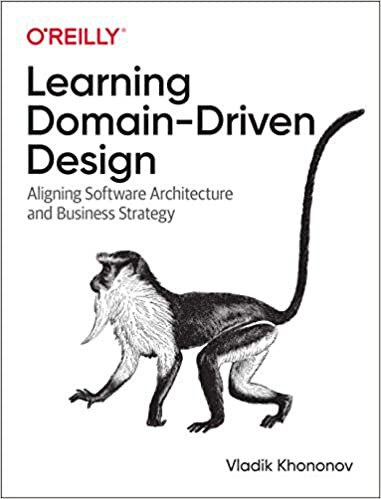 O'REILLY®
Learning
Domain-Driven
Design
Aligning Software Architecture
and Business Strategy
Vladik Khononov